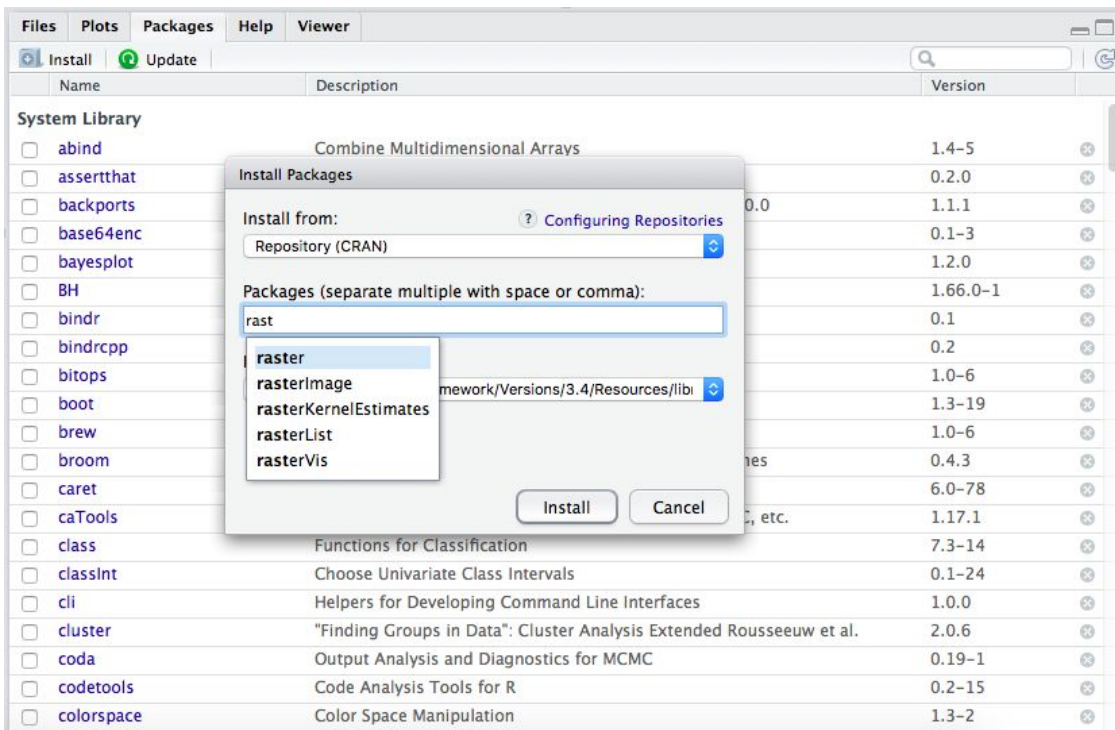 Files Plots Packages Help Viewer
Install Update
Name Description Version
System Library
abind Combine Multidimensional Arrays 1.4-5
assertthat 0.2.0
backports 0.0 1.1.1
base64enc 0.1-3
bayesplot 1.2.0
BH 1.66.0-1
bindr 0.1
bindrcpp 0.2
bitops 1.0-6
boot 1.3-19
brew 1.0-6
broom 0.4.3
caret 6.0-78
caTools , etc. 1.17.1
class Functions for Classification 7.3-14
classInt Choose Univariate Class Intervals 0.1-24
cli Helpers for Developing Command Line Interfaces 1.0.0
cluster "Finding Groups in Data": Cluster Analysis Extended Rousseeuw et al. 2.0.6
coda Output Analysis and Diagnostics for MCMC 0.19-1
codetools Code Analysis Tools for R 0.2-15
colorspace Color Space Manipulation 1.3-2
Install Packages
Install from: ? Configuring Repositories
Repository (CRAN)
Packages (separate multiple with space or comma):
rast
raster
rasterImage
rasterKernelEstimates
rasterList
rasterVis
mework/Versions/3.4/Resources/libr
Install Cancel